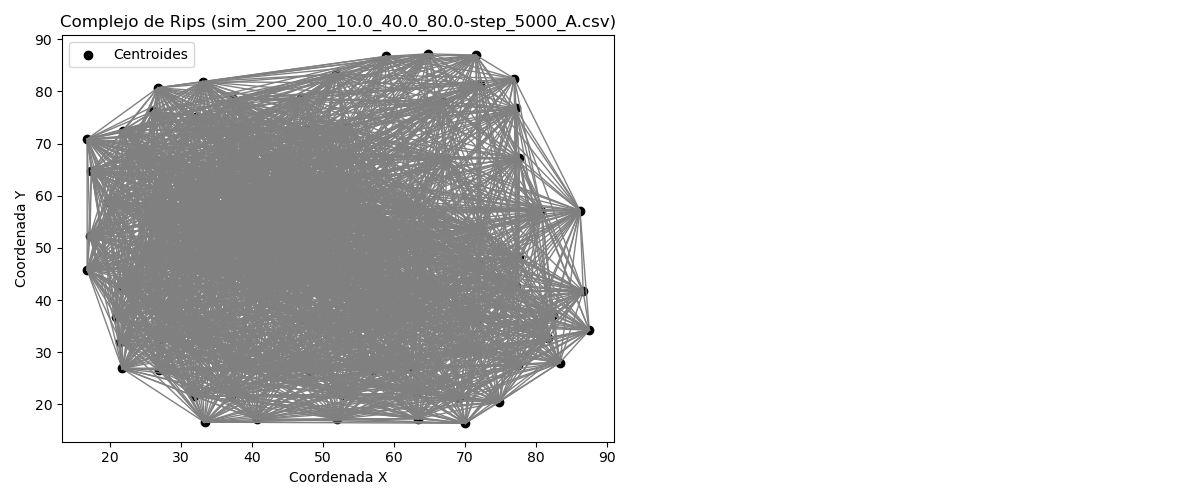 Complejo de Rips (sim_200_200_10.0_40.0_80.0-step_5000_A.csv)
Centroides
90
80
70
60
50
40
30
20
Coordenada Y
20 30 40 50 60 70 80 90
Coordenada X